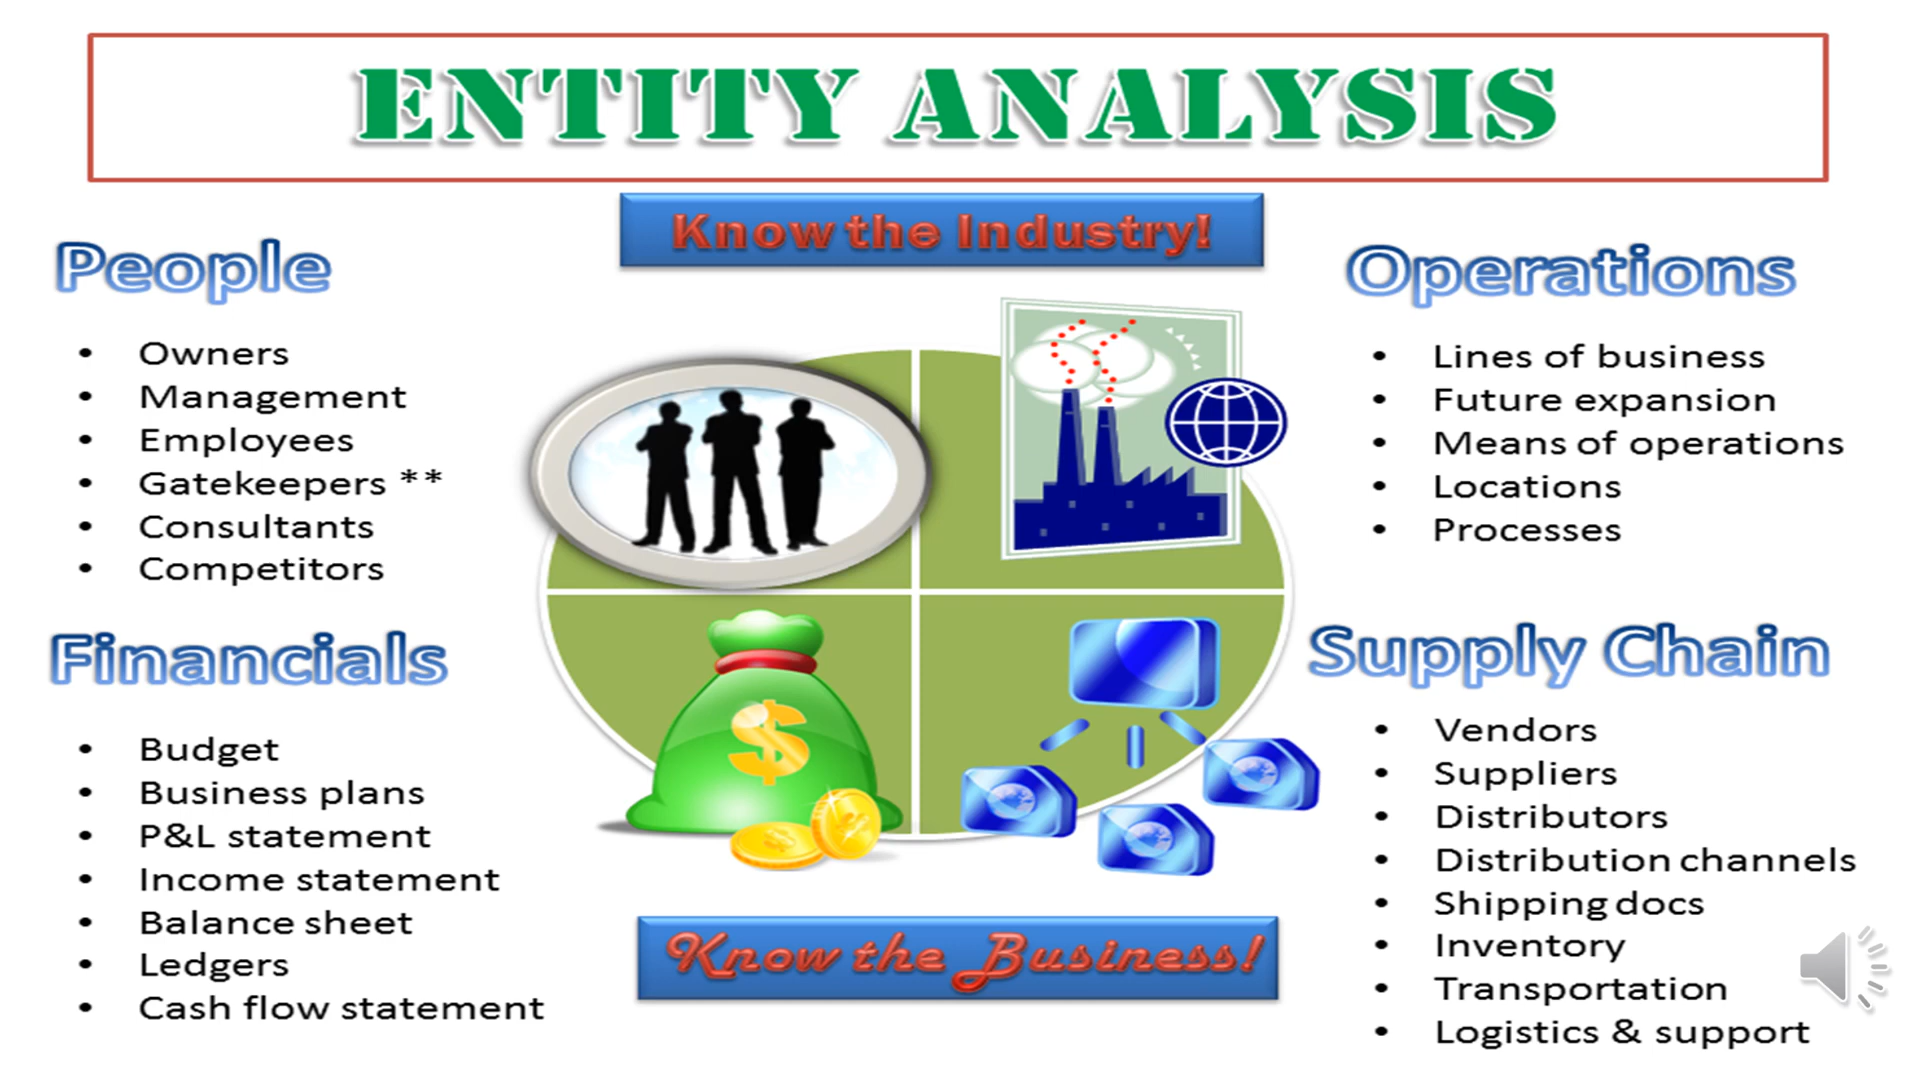 ENTITY ANALYSIS
Know the Industry!
People
• Owners
• Management
• Employees
• Gatekeepers **
• Consultants
• Competitors
Operations
• Lines of business
• Future expansion
• Means of operations
• Locations
• Processes
Financials
• Budget
• Business plans
• P&L statement
• Income statement
• Balance sheet
• Ledgers
• Cash flow statement
$
Supply Chain
• Vendors
• Suppliers
• Distributors
• Distribution channels
• Shipping docs
• Inventory
• Transportation
• Logistics & support
Know the Business!